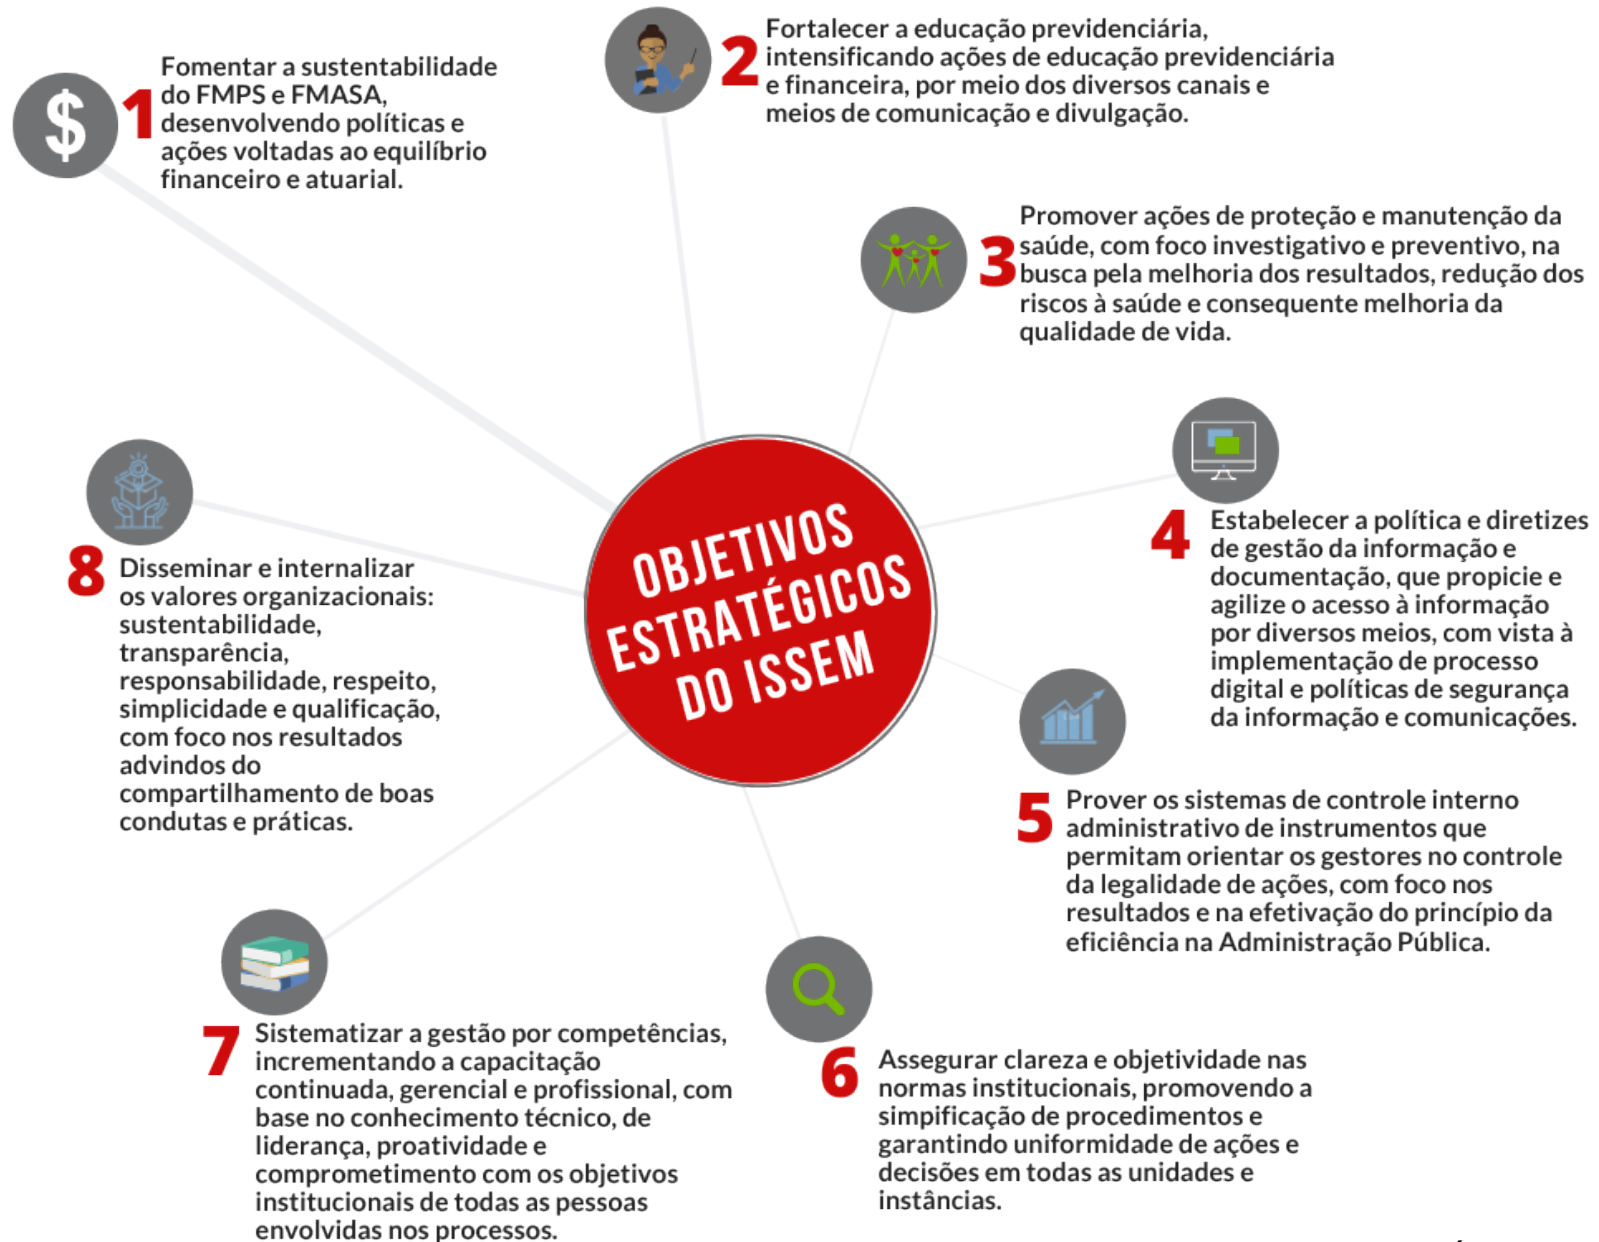 1
Fomentar a sustentabilidade
do FMPS e FMASA,
desenvolvendo políticas e
ações voltadas ao equilíbrio
financeiro e atuarial.
2
Fortalecer a educação previdenciária,
intensificando ações de educação previdenciária
e financeira, por meio dos diversos canais e
meios de comunicação e divulgação.
3
Promover ações de proteção e manutenção da
saúde, com foco investigativo e preventivo, na
busca pela melhoria dos resultados, redução dos
riscos à saúde e consequente melhoria da
qualidade de vida.
4
Estabelecer a política e diretizes
de gestão da informação e
documentação, que propicie e
agilize o acesso à informação
por diversos meios, com vista à
implementação de processo
digital e políticas de segurança
da informação e comunicações.
5
Prover os sistemas de controle interno
administrativo de instrumentos que
permitam orientar os gestores no controle
da legalidade de ações, com foco nos
resultados e na efetivação do princípio da
eficiência na Administração Pública.
6
Assegurar clareza e objetividade nas
normas institucionais, promovendo a
simpificação de procedimentos e
garantindo uniformidade de ações e
decisões em todas as unidades e
instâncias.
7
Sistematizar a gestão por competências,
incrementando a capacitação
continuada, gerencial e profissional, com
base no conhecimento técnico, de
liderança, proatividade e
comprometimento com os objetivos
institucionais de todas as pessoas
envolvidas nos processos.
8
Disseminar e internalizar
os valores organizacionais:
sustentabilidade,
transparência,
responsabilidade, respeito,
simplicidade e qualificação,
com foco nos resultados
advindos do
compartilhamento de boas
condutas e práticas.
OBJETIVOS
ESTRATÉGICOS
DO ISSEM
$